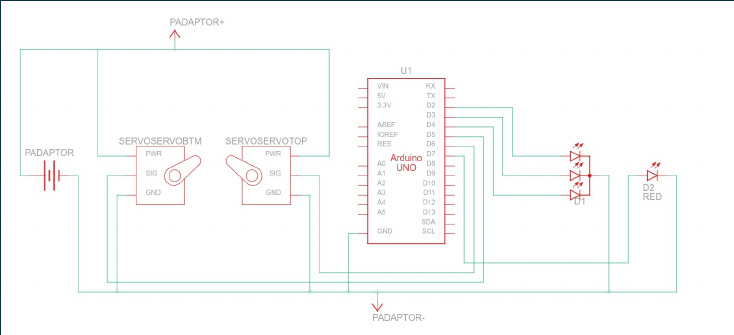 PADAPTOR+
U1
PADAPTOR
SERVOSERVOBTM
PWR
SIG
GND
SERVOSERVOTOP
PWR
SIG
GND
VIN
5V
3.3V
AREF
IOREF
RES
A0
A1
A2
A3
A4
A5
GND
Arduino
UNO
RX
TX
D2
D3
D4
D5
D6
D7
D8
D9
D10
D11
D12
D13
SDA
SCL
D2
RED
PADAPTOR-